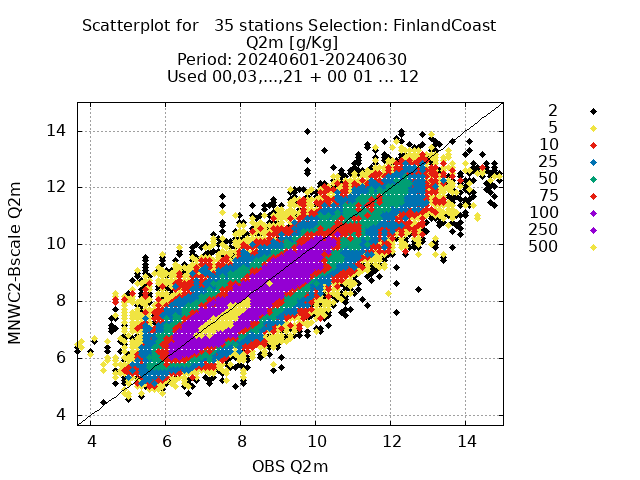 Scatterplot for   35 stations Selection: FinlandCoast
Q2m [g/Kg]
Period: 20240601-20240630
Used 00,03,...,21 + 00 01 ... 12
2
5
10
25
50
75
100
250
500
14
12
10
8
6
4
MNWC2-Bscale Q2m
4 6 8 10 12 14
OBS Q2m